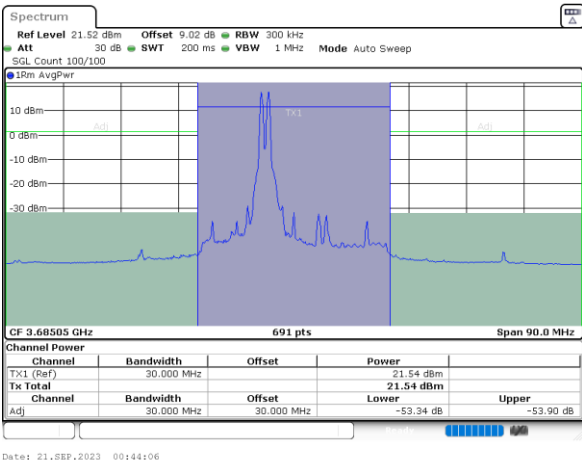 Spectrum
Ref Level 21.52 dBm Offset 9.02 dB RBW 300 kHz
Att 30 dB SWT 200 ms VBW 1 MHz Mode Auto Sweep
SGL Count 100/100
1Rm AvgPwr
10 dBm
TX1
Adj
Adj
0 dBm
-10 dBm
-20 dBm
-30 dBm
CF 3.68505 GHz 691 pts Span 90.0 MHz
Channel Power
Channel Bandwidth Offset Power
TX1 (Ref) 30.000 MHz 21.54 dBm
Tx Total 21.54 dBm
Channel Bandwidth Offset Lower Upper
Adj 30.000 MHz 30.000 MHz -53.34 dB -53.90 dB
Ready
Date: 21.SEP.2023 00:44:06